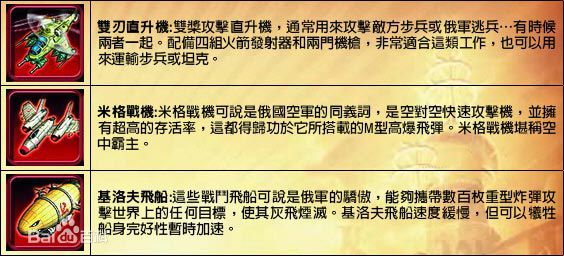 雙刃直升機:雙槳攻擊直升機，通常用來攻擊敵方步兵或俄軍逃兵…有時候
兩者一起。配備四組火箭發射器和兩門機槍，非常適合這類工作，也可以用
來運輸步兵或坦克。
米格戰機:米格戰機可說是俄國空軍的同義詞，是空對空快速攻擊機，並擁
有超高的存活率，這都得歸功於它所搭載的M型高爆飛彈。米格戰機堪稱空
中霸主。
基洛夫飛船:這些戰鬥飛船可說是俄軍的驕傲，能夠攜帶數百枚重型炸彈攻
擊世界上的任何目標，使其灰飛煙滅。基洛夫飛船速度緩慢，但可以犧牲
船身完好性暫時加速。
Bai du 百科